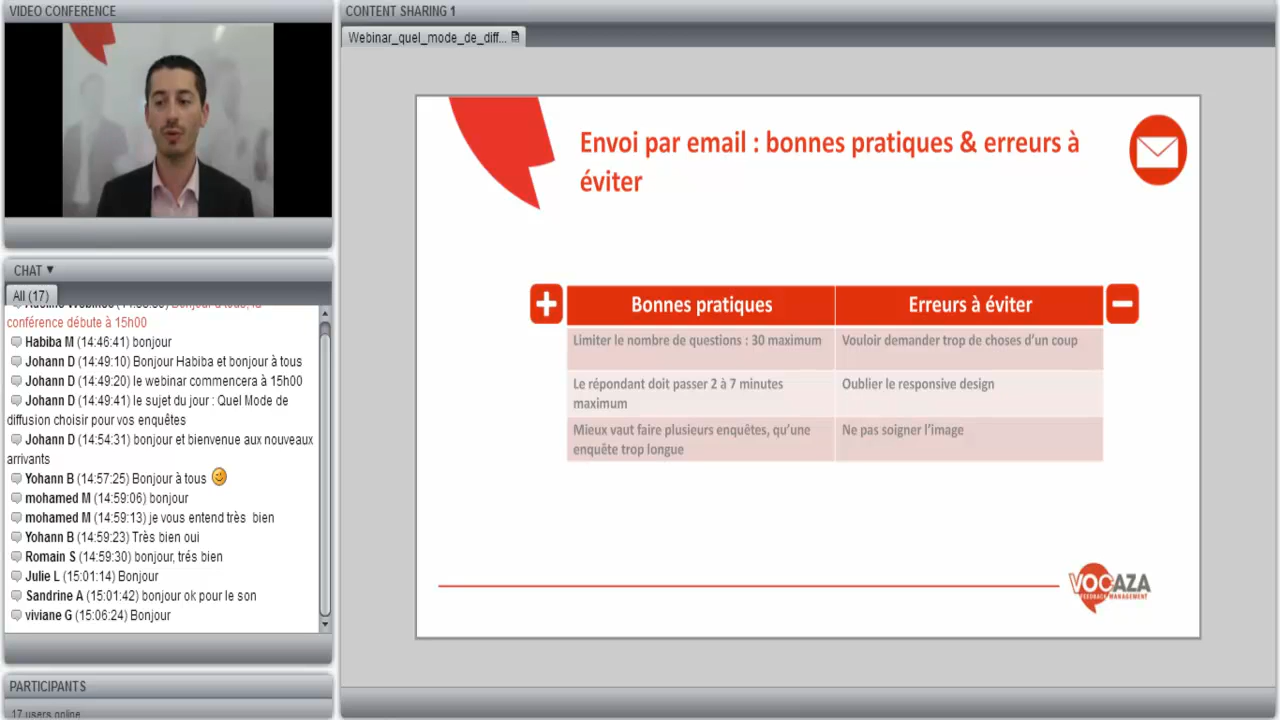 VIDEO CONFERENCE
CHAT
All (17)
conférence débute à 15h00
Habiba M (14:46:41) bonjour
Johann D (14:49:10) Bonjour Habiba et bonjour à tous
Johann D (14:49:20) le webinar commencera à 15h00
Johann D (14:49:41) le sujet du jour : Quel Mode de
diffusion choisir pour vos enquêtes
Johann D (14:54:31) bonjour et bienvenue aux nouveaux
arrivants
Yohann B (14:57:25) Bonjour à tous
mohamed M (14:59:06) bonjour
mohamed M (14:59:13) je vous entend très bien
Yohann B (14:59:23) Très bien oui
Romain S (14:59:30) bonjour, trés bien
Julie L (15:01:14) Bonjour
Sandrine A (15:01:42) bonjour ok pour le son
viviane G (15:06:24) Bonjour
PARTICIPANTS
17 users online
CONTENT SHARING 1
Webinar_quel_mode_de_diff...
Envoi par email : bonnes pratiques & erreurs à
éviter
Bonnes pratiques
Erreurs à éviter
Limiter le nombre de questions : 30 maximum
Vouloir demander trop de choses d'un coup
Le répondant doit passer 2 à 7 minutes
maximum
Oublier le responsive design
Mieux vaut faire plusieurs enquêtes, qu'une
enquête trop longue
Ne pas soigner l'image
VOCAZA
FEEDBACK MANAGEMENT